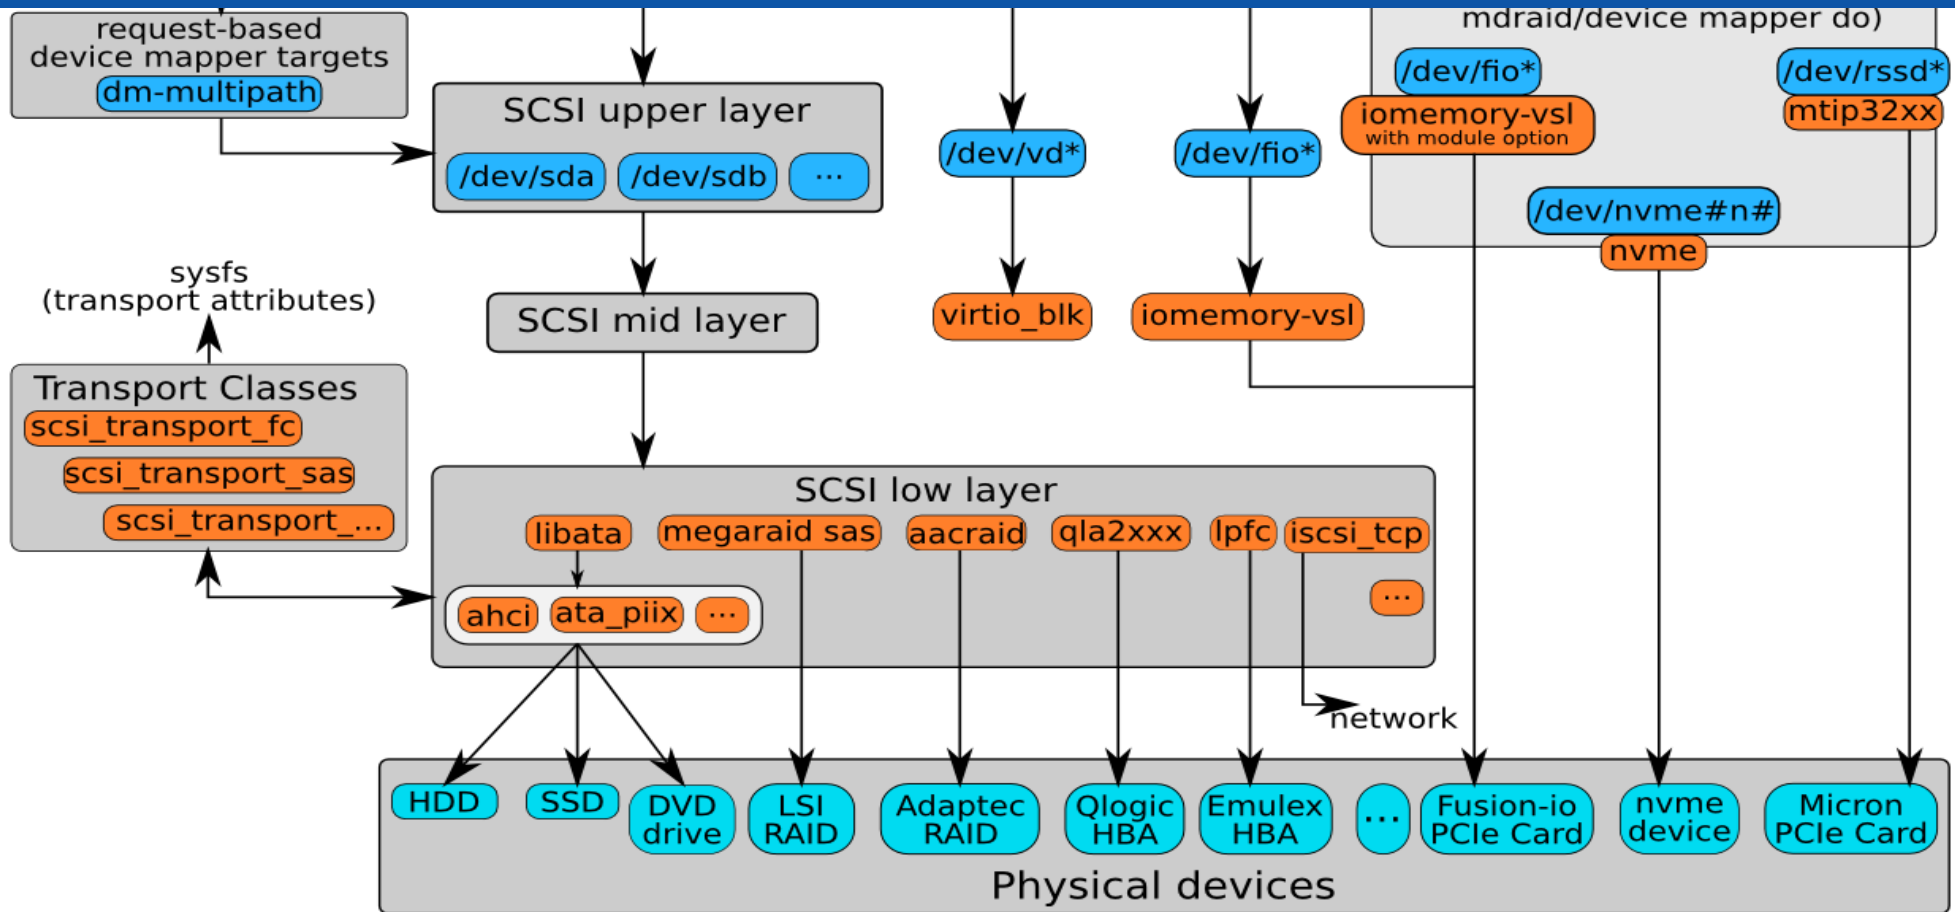 request-based
device mapper targets
dm-multipath
mdraid/device mapper do)
/dev/fio*
/dev/rssd*
iomemory-vsl
with module option
mtip32xx
SCSI upper layer
/dev/sda
/dev/sdb
...
/dev/vd*
/dev/fio*
/dev/nvme#n#
nvme
sysfs
(transport attributes)
SCSI mid layer
virtio_blk
iomemory-vsl
Transport Classes
scsi_transport_fc
scsi_transport_sas
scsi_transport_...
SCSI low layer
libata
megaraid sas
aacraid
qla2xxx
lpfc
iscsi_tcp
...
ahci
ata_piix
...
network
HDD
SSD
DVD
drive
LSI
RAID
Adaptec
RAID
Qlogic
HBA
Emulex
HBA
...
Fusion-io
PCIe Card
nvme
device
Micron
PCIe Card
Physical devices